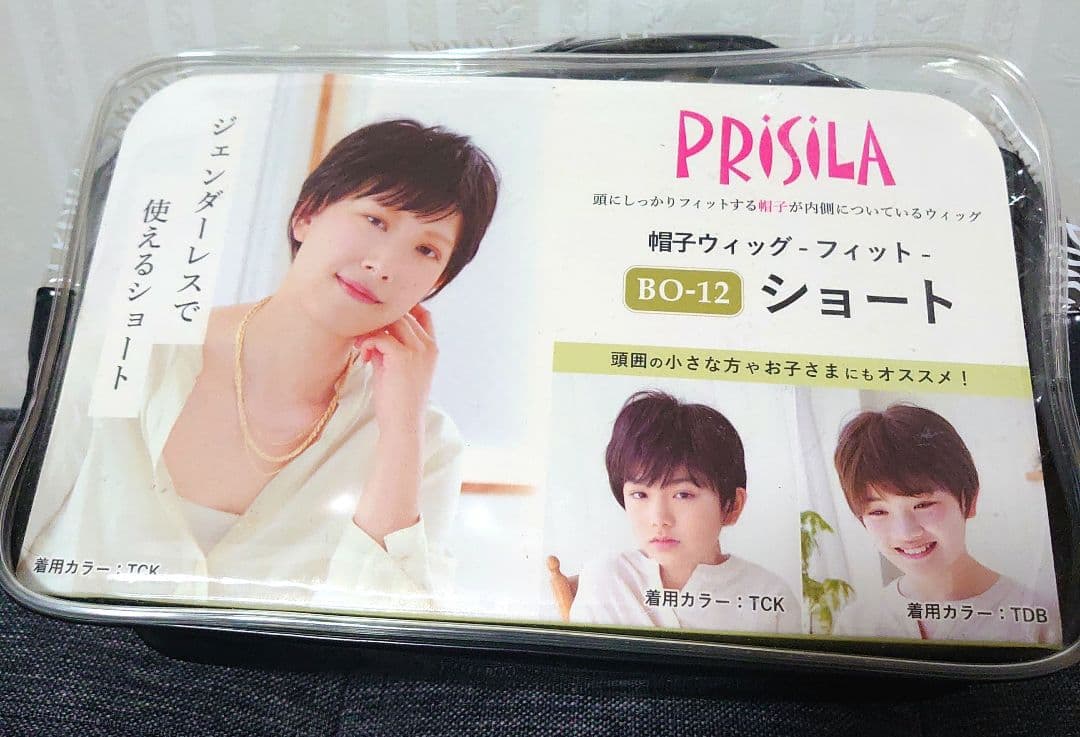 ジェンダーレスで
使えるショート
PRiSiLA
頭にしっかりフィットする帽子が内側についているウィッグ
帽子ウィッグ - フィット -
BO-12 ショート
頭囲の小さな方やお子さまにもオススメ！
着用カラー：TCK
着用カラー：TCK
着用カラー：TDB